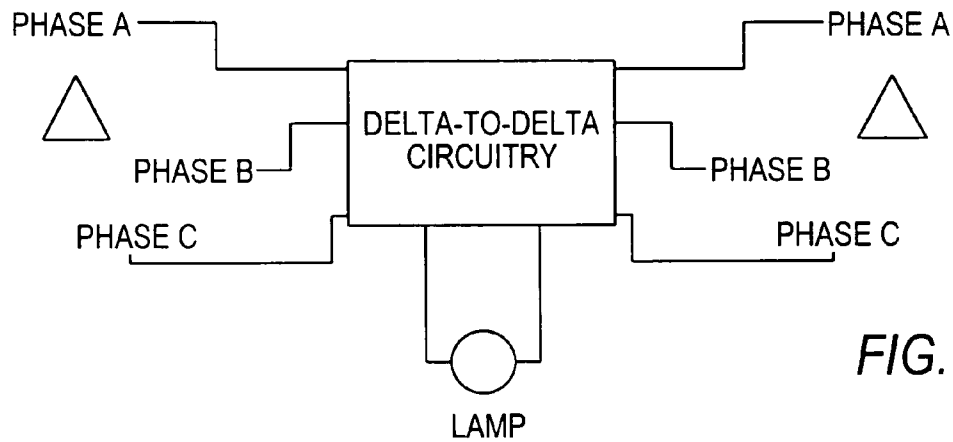 PHASE A
PHASE A
DELTA-TO-DELTA
CIRCUITRY
PHASE B
PHASE B
PHASE C
PHASE C
FIG.
LAMP